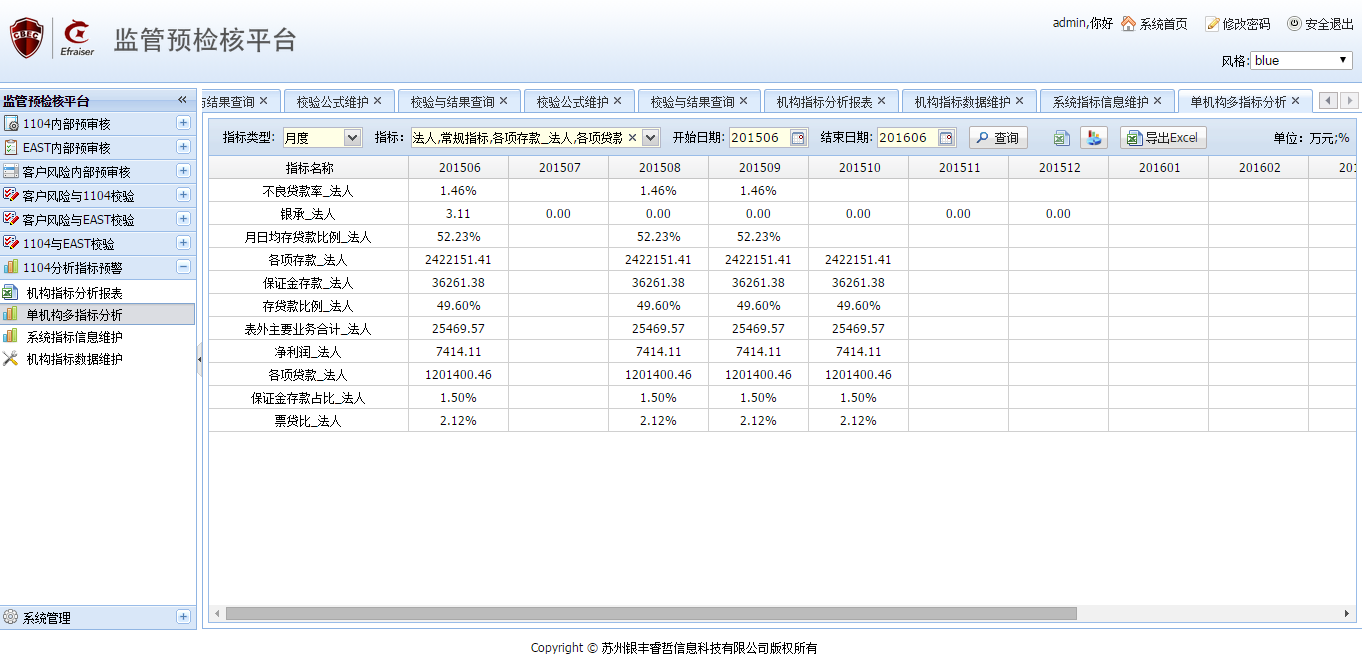 CBEC Efraiser 监管预检核平台
admin,你好 系统首页 修改密码 安全退出
风格: blue
监管预检核平台
1104内部预审核
EAST内部预审核
客户风险内部预审核
客户风险与1104校验
客户风险与EAST校验
1104与EAST校验
1104分析指标预警
机构指标分析报表
单机构多指标分析
系统指标信息维护
机构指标数据维护
系统管理
与结果查询 校验公式维护 校验与结果查询 校验公式维护 校验与结果查询 机构指标分析报表 机构指标数据维护 系统指标信息维护 单机构多指标分析
指标类型: 月度 指标: 法人,常规指标,各项存款_法人,各项贷款 开始日期: 201506 结束日期: 201606 查询 导出Excel 单位: 万元;%
指标名称 201506 201507 201508 201509 201510 201511 201512 201601 201602 201
不良贷款率_法人 1.46% 1.46% 1.46%
银承_法人 3.11 0.00 0.00 0.00 0.00 0.00 0.00
月日均存贷款比例_法人 52.23% 52.23% 52.23%
各项存款_法人 2422151.41 2422151.41 2422151.41 2422151.41
保证金存款_法人 36261.38 36261.38 36261.38 36261.38
存贷款比例_法人 49.60% 49.60% 49.60% 49.60%
表外主要业务合计_法人 25469.57 25469.57 25469.57 25469.57
净利润_法人 7414.11 7414.11 7414.11 7414.11
各项贷款_法人 1201400.46 1201400.46 1201400.46 1201400.46
保证金存款占比_法人 1.50% 1.50% 1.50% 1.50%
票贷比_法人 2.12% 2.12% 2.12% 2.12%
Copyright © 苏州银丰睿哲信息科技有限公司版权所有